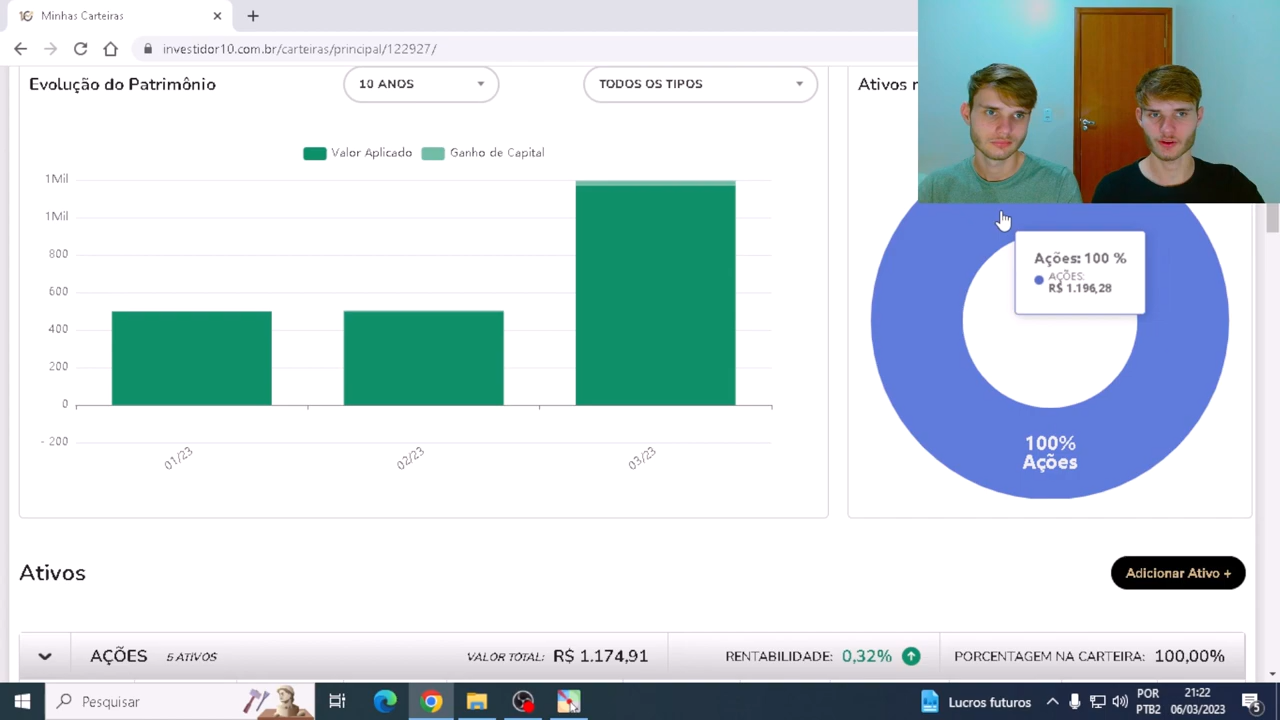 Minhas Carteiras
investidor10.com.br/carteiras/principal/122927/
Evolução do Patrimônio
10 ANOS
TODOS OS TIPOS
Ativos
Valor Aplicado
Ganho de Capital
1Mil
1Mil
800
600
400
200
0
- 200
01/23
02/23
03/23
Ações: 100 %
AÇÕES:
R$ 1.196,28
100%
Ações
Ativos
Adicionar Ativo +
AÇÕES 5 ATIVOS
VALOR TOTAL: R$ 1.174,91
RENTABILIDADE: 0,32%
PORCENTAGEM NA CARTEIRA: 100,00%
Pesquisar
Lucros futuros
POR
PTB2
21:22
06/03/2023
5